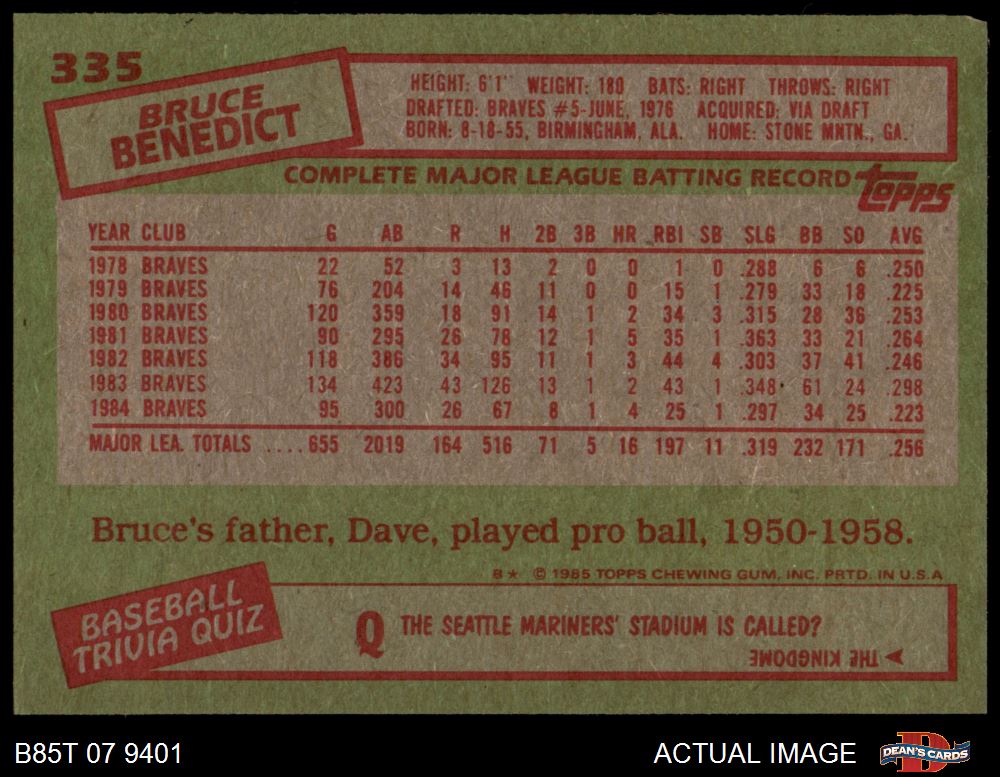 335
BRUCE
BENEDICT
HEIGHT: 6'1" WEIGHT: 180 BATS: RIGHT THROWS: RIGHT
DRAFTED: BRAVES #5-JUNE, 1976 ACQUIRED: VIA DRAFT
BORN: 8-18-55, BIRMINGHAM, ALA. HOME: STONE MNTN., GA.
COMPLETE MAJOR LEAGUE BATTING RECORD
TOPPS
YEAR CLUB G AB R H 2B 3B HR RBI SB SLG BB SO AVG
1978 BRAVES 22 52 3 13 2 0 0 1 0 .288 6 6 .250
1979 BRAVES 76 204 14 46 11 0 0 15 1 .279 33 18 .225
1980 BRAVES 120 359 18 91 14 1 2 34 3 .315 28 36 .253
1981 BRAVES 90 295 26 78 12 1 5 35 1 .363 33 21 .264
1982 BRAVES 118 386 34 95 11 1 3 44 4 .303 37 41 .246
1983 BRAVES 134 423 43 126 13 1 2 43 1 .348 61 24 .298
1984 BRAVES 95 300 26 67 8 1 4 25 1 .297 34 25 .223
MAJOR LEA. TOTALS ....655 2019 164 516 71 5 16 197 11 .319 232 171 .256
Bruce's father, Dave, played pro ball, 1950-1958.
B★ © 1985 TOPPS CHEWING GUM, INC. PRTD. IN U.S.A
BASEBALL
TRIVIA QUIZ
Q THE SEATTLE MARINERS' STADIUM IS CALLED?
THE KINGDOME
B85T 07 9401
ACTUAL IMAGE
D
DEAN'S CARDS